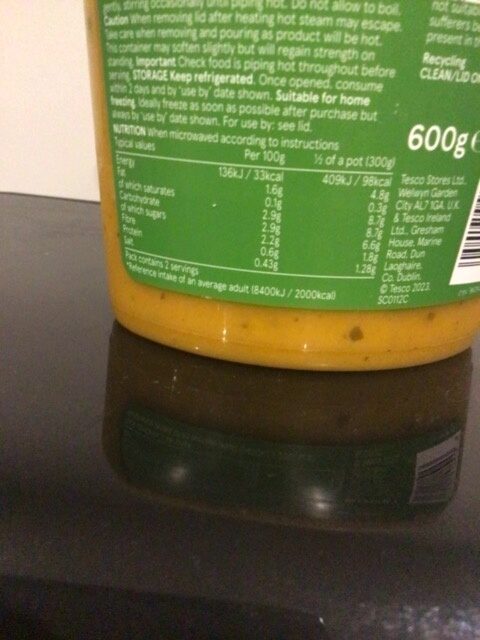 stirring occasionally until piping hot. Do not allow to boil.
Caution When removing lid after heating hot steam may escape.
Take care when removing and pouring as product will be hot.
This container may soften slightly but will regain strength on
standing. Important Check food is piping hot throughout before
serving. STORAGE Keep refrigerated. Once opened, consume
within 2 days and by 'use by' date shown. Suitable for home
freezing. Ideally freeze as soon as possible after purchase but
always by 'use by' date shown. For use by: see lid.
NUTRITION When microwaved according to instructions
Typical values Per 100g ½ of a pot (300g)
Energy 136kJ / 33kcal 409kJ / 98kcal
Fat 1.6g 4.8g
of which saturates 0.1g 0.3g
Carbohydrate 2.9g 8.7g
of which sugars 2.9g 8.7g
Fibre 2.2g 6.6g
Protein 0.6g 1.8g
Salt 0.43g 1.28g
Pack contains 2 servings
*Reference intake of an average adult (8400kJ / 2000kcal)
sufferers
present in
Recycling
CLEAN/LID
600g
Tesco Stores Ltd.,
Welwyn Garden
City AL7 1GA. U.K.
& Tesco Ireland
Ltd., Gresham
House, Marine
Road, Dun
Laoghaire,
Co. Dublin.
© Tesco 2023.
SC0112C